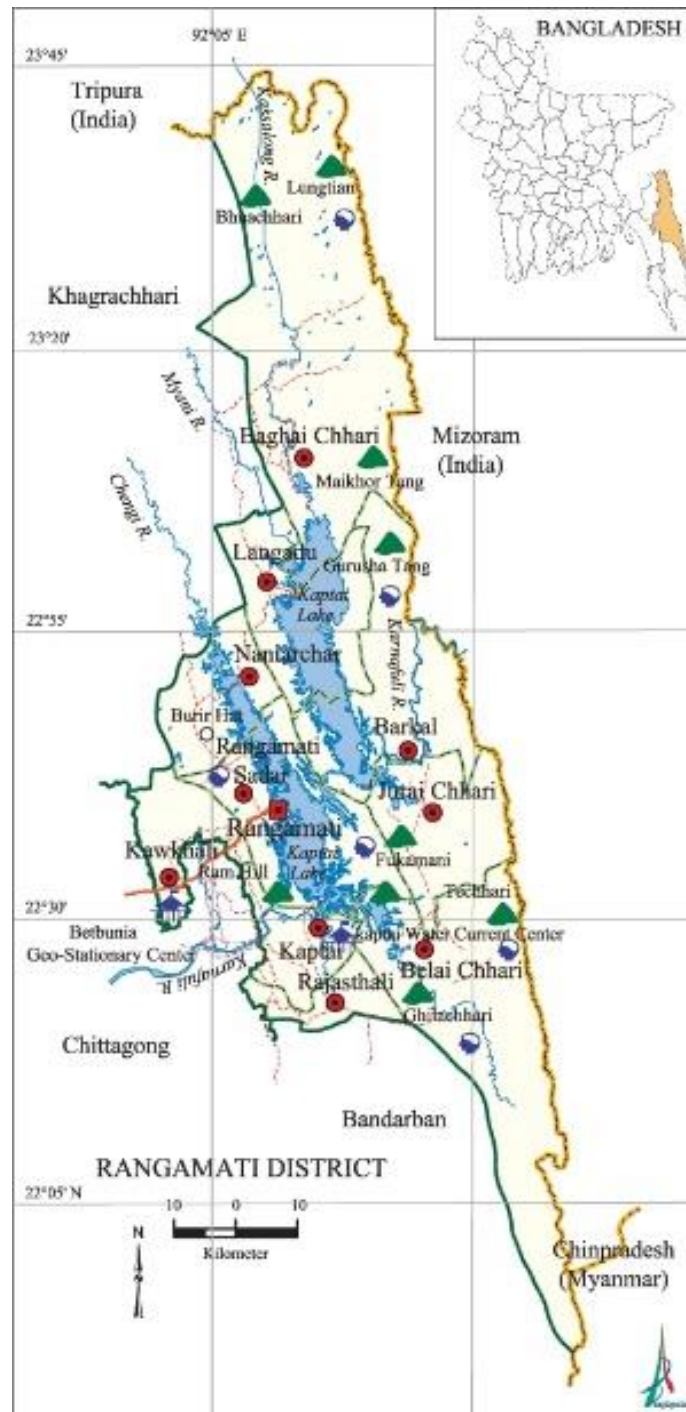 BANGLADESH
92°05' E
23°45'
Tripura
(India)
Kaksalong R.
Lungtian
Bhuachhari
Khagrachhari
23°20'
Myani R.
Baghai Chhari
Mizoram
(India)
Maikhor Tang
Chengi R.
Langadu
Gurusha Tang
Kaptai
Lake
22°55'
Karnafuli R.
Naniarchar
Burir Hat
Rangamati
Sadar
Barkal
Jurai Chhari
Rangamati
Kawkhali
Kaptai
Lake
Fukamani
Ram Hill
Tochhari
22°30'
Betbunia
Geo-Stationary Center
kaptai Water Current Center
Kaptai
Karnafuli R.
Belai Chhari
Rajasthali
Chittagong
Bandarban
RANGAMATI DISTRICT
22°05' N
10 0 10
Kilometer
N
Chinpradesh
(Myanmar)